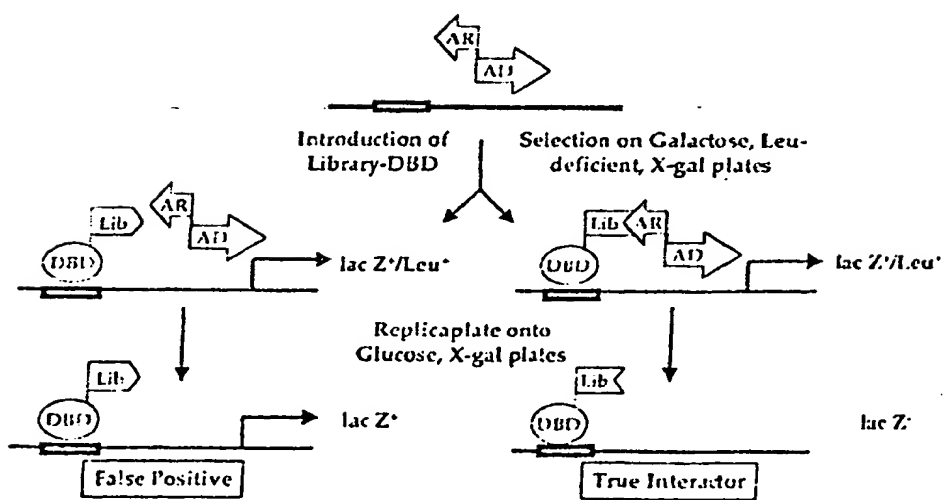 AR
AD
Introduction of
Library-DBD
Selection on Galactose, Leu-
deficient, X-gal plates
Lib
AR
AD
DBD
lac Z⁺/Leu⁺
Lib
AR
AD
DBD
lac Z⁺/Leu⁺
Replicaplate onto
Glucose, X-gal plates
Lib
DBD
lac Z⁺
Lib
DBD
lac Z⁻
False Positive
True Interactor